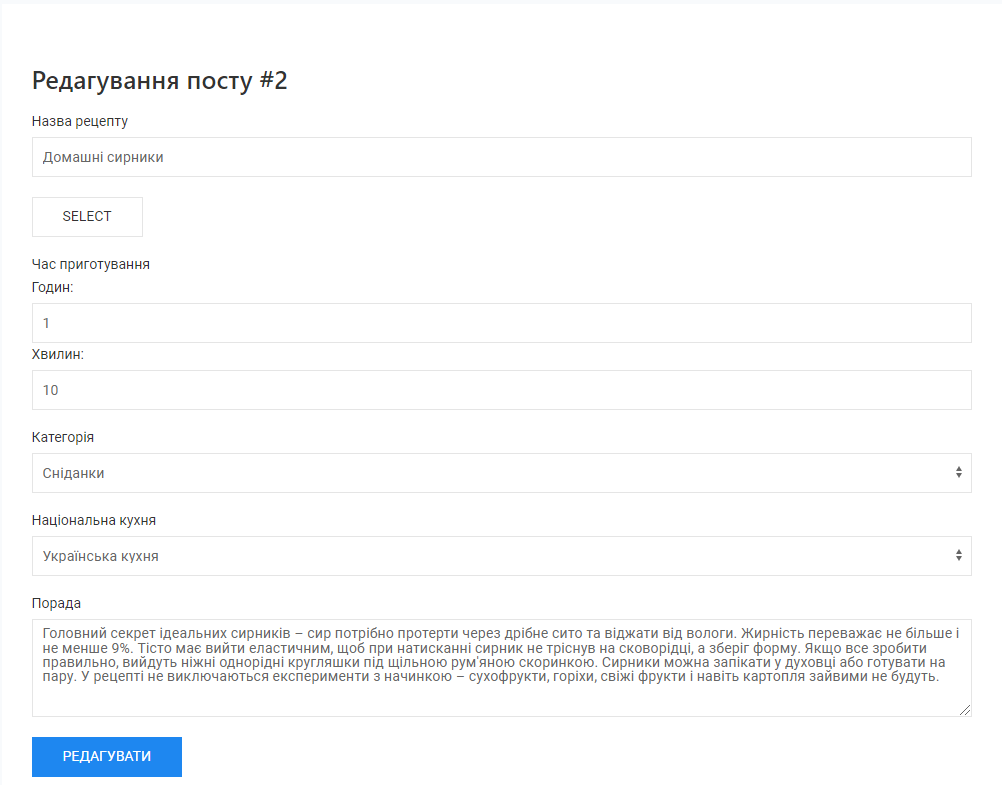 Редагування посту #2
Назва рецепту
Домашні сирники
SELECT
Час приготування
Годин:
1
Хвилин:
10
Категорія
Сніданки
Національна кухня
Українська кухня
Порада
Головний секрет ідеальних сирників – сир потрібно протерти через дрібне сито та віджати від вологи. Жирність переважає не більше і
не менше 9%. Тісто має вийти еластичним, щоб при натисканні сирник не тріснув на сковорідці, а зберіг форму. Якщо все зробити
правильно, вийдуть ніжні однорідні кругляшки під щільною рум'яною скоринкою. Сирники можна запікати у духовці або готувати на
пару. У рецепті не виключаються експерименти з начинкою – сухофрукти, горіхи, свіжі фрукти і навіть картопля зайвими не будуть.
РЕДАГУВАТИ